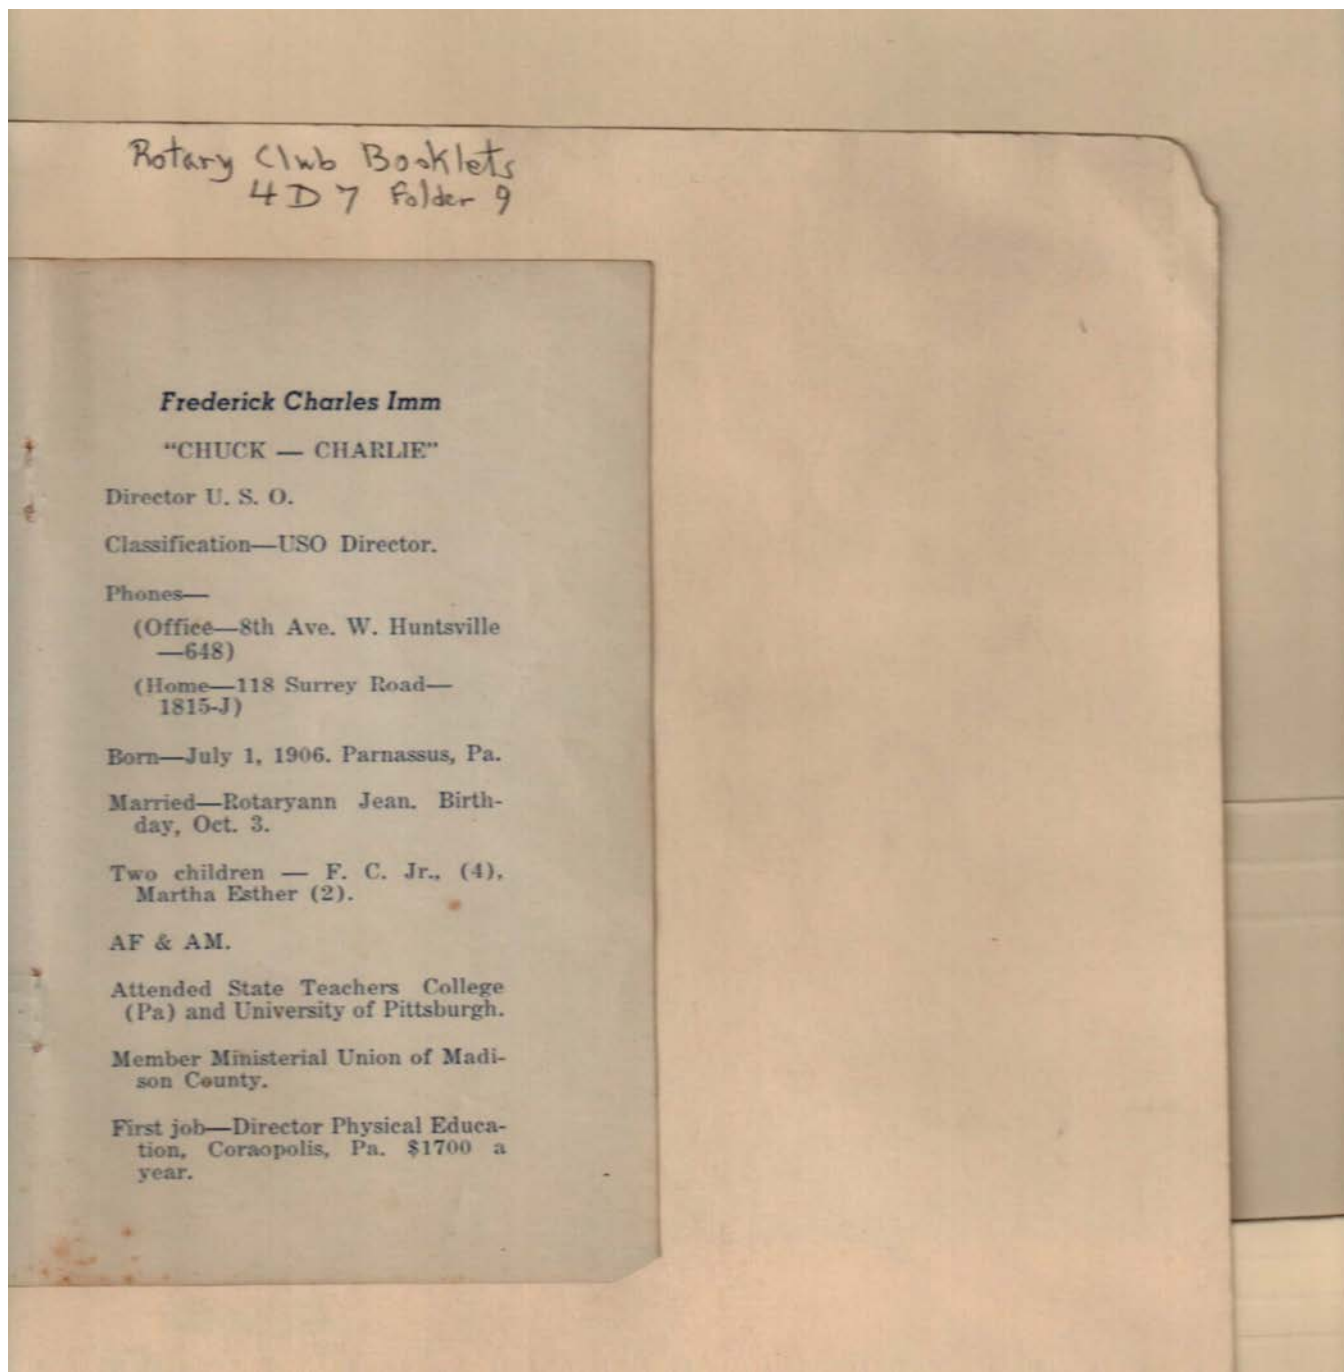 Rotary Club Booklets
4D7 Folder 9
Frederick Charles Imm
“CHUCK — CHARLIE”
Director U. S. O.
Classification—USO Director.
Phones—
(Office—8th Ave. W. Huntsville
—648)
(Home—118 Surrey Road—
1815-J)
Born—July 1, 1906. Parnassus, Pa.
Married—Rotaryann Jean. Birth-
day, Oct. 3.
Two children — F. C. Jr., (4),
Martha Esther (2).
AF & AM.
Attended State Teachers College
(Pa) and University of Pittsburgh.
Member Ministerial Union of Madi-
son County.
First job—Director Physical Educa-
tion, Coraopolis, Pa. $1700 a
year.